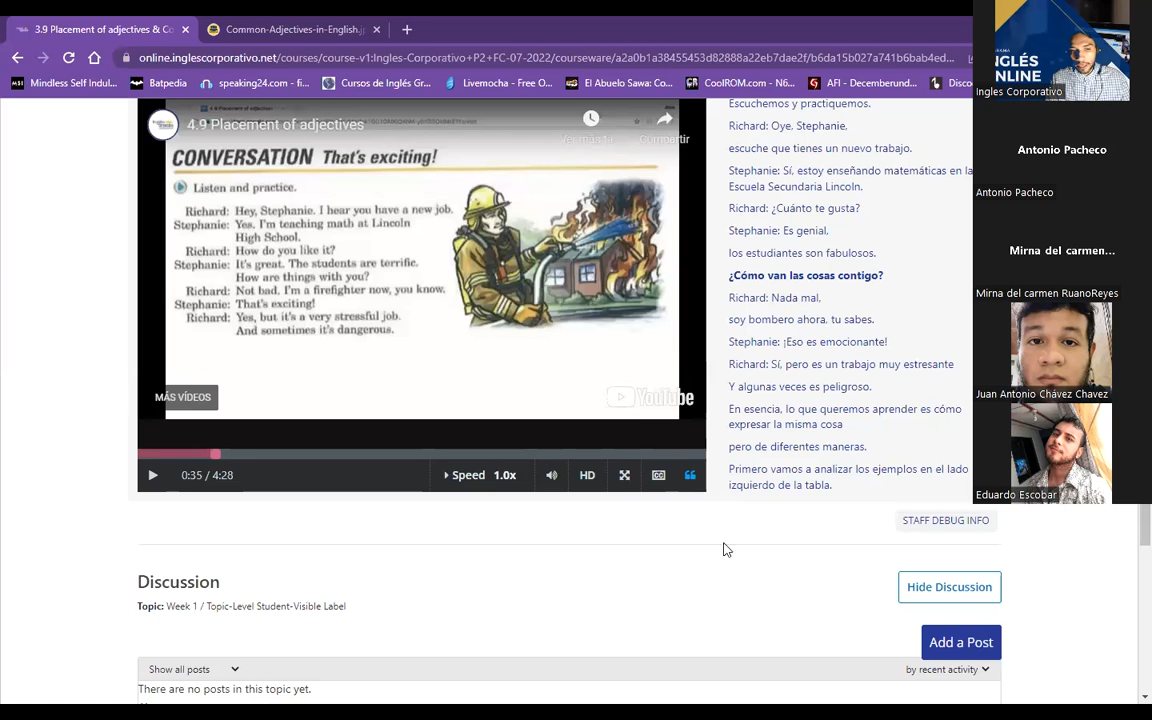 3.9 Placement of adjectives & Co
Common-Adjectives-in-English.j
online.inglescorporativo.net/courses/course-v1:Ingles-Corporativo+P2+FC-07-2022/courseware/a2a0b1a38455453d82888a22eb7dae2f/b6da15b027a741b6bab4ed...
Mindless Self Indul...
Batpedia
speaking24.com - fi...
Cursos de Inglés Gr...
Livemocha - Free O...
El Abuelo Sawa: Co...
CoolROM.com - N6...
AFI - Decemberund...
Disco
4.9 Placement of adjectives
Compartir
CONVERSATION That's exciting!
Listen and practice.
Richard: Hey, Stephanie. I hear you have a new job.
Stephanie: Yes. I'm teaching math at Lincoln
High School.
Richard: How do you like it?
Stephanie: It's great. The students are terrific.
How are things with you?
Richard: Not bad. I'm a firefighter now, you know.
Stephanie: That's exciting!
Richard: Yes, but it's a very stressful job.
And sometimes it's dangerous.
MÁS VÍDEOS
YouTube
0:35 / 4:28
Speed 1.0x
HD
Escuchemos y practiquemos.
Richard: Oye, Stephanie,
escuche que tienes un nuevo trabajo.
Stephanie: Sí, estoy enseñando matemáticas en la
Escuela Secundaria Lincoln.
Richard: ¿Cuánto te gusta?
Stephanie: Es genial,
los estudiantes son fabulosos.
¿Cómo van las cosas contigo?
Richard: Nada mal,
soy bombero ahora, tu sabes.
Stephanie: ¡Eso es emocionante!
Richard: Sí, pero es un trabajo muy estresante
Y algunas veces es peligroso.
En esencia, lo que queremos aprender es cómo
expresar la misma cosa
pero de diferentes maneras.
Primero vamos a analizar los ejemplos en el lado
izquierdo de la tabla.
STAFF DEBUG INFO
Discussion
Hide Discussion
Topic: Week 1 / Topic-Level Student-Visible Label
Add a Post
Show all posts
by recent activity
There are no posts in this topic yet.
INGLÉS
ONLINE
Ingles Corporativo
Antonio Pacheco
Antonio Pacheco
Mirna del carmen...
Mirna del carmen RuanoReyes
Juan Antonio Chávez Chavez
Eduardo Escobar